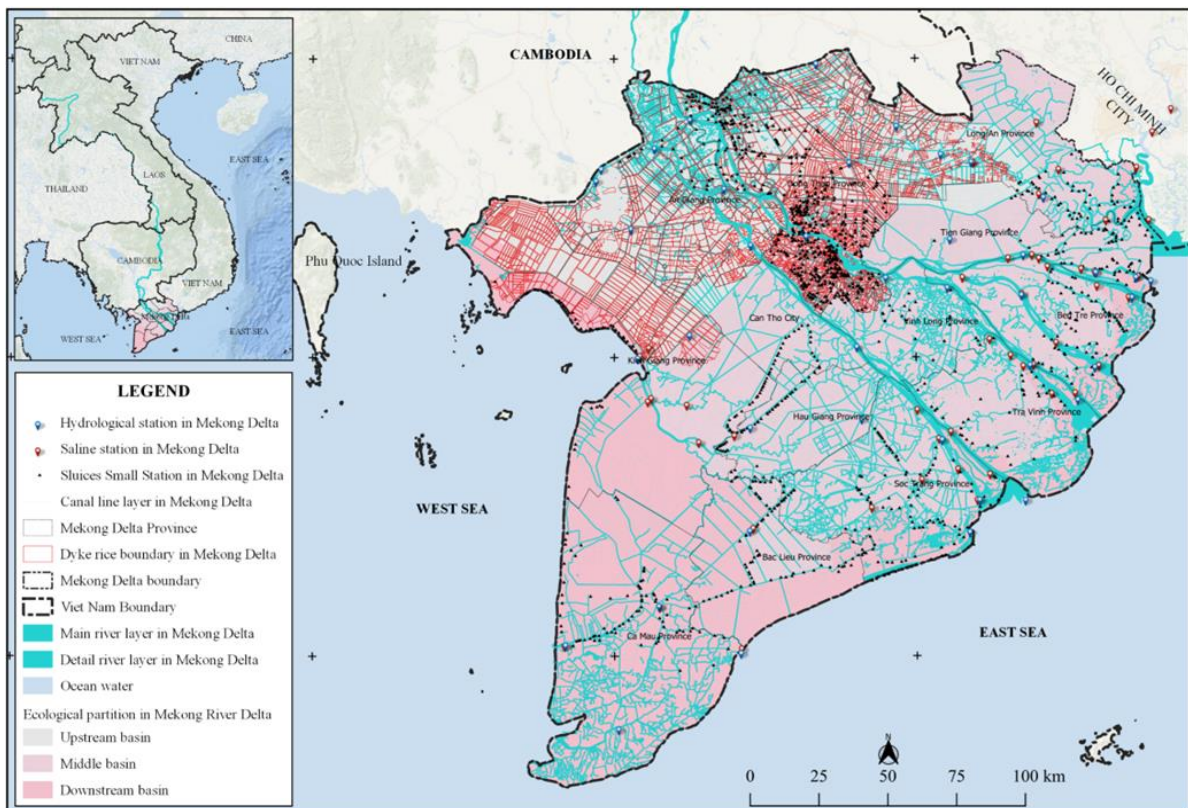 CHINA
VIET NAM
EAST SEA
LAOS
THAILAND
CAMBODIA
VIET NAM
WEST SEA
EAST SEA
CAMBODIA
HO CHI MINH
CITY
Long An Province
An Giang Province
Tien Giang Province
Phu Quoc Island
Can Tho City
Vinh Long Province
Ben Tre Province
Kien Giang Province
Hau Giang Province
Tra Vinh Province
Soc Trang Province
WEST SEA
Bac Lieu Province
Ca Mau Province
EAST SEA
LEGEND
Hydrological station in Mekong Delta
Saline station in Mekong Delta
Sluices Small Station in Mekong Delta
Canal line layer in Mekong Delta
Mekong Delta Province
Dyke rice boundary in Mekong Delta
Mekong Delta boundary
Viet Nam Boundary
Main river layer in Mekong Delta
Detail river layer in Mekong Delta
Ocean water
Ecological partition in Mekong River Delta
Upstream basin
Middle basin
Downstream basin
N
0 25 50 75 100 km